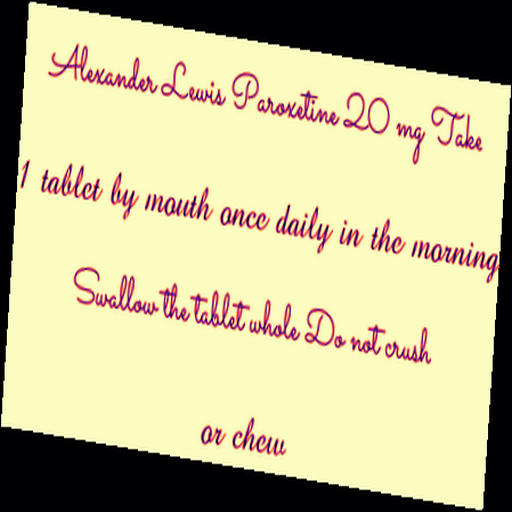 Alexander Lewis Paroxetine 20 mg Take
1 tablet by mouth once daily in the morning
Swallow the tablet whole Do not crush
or chew